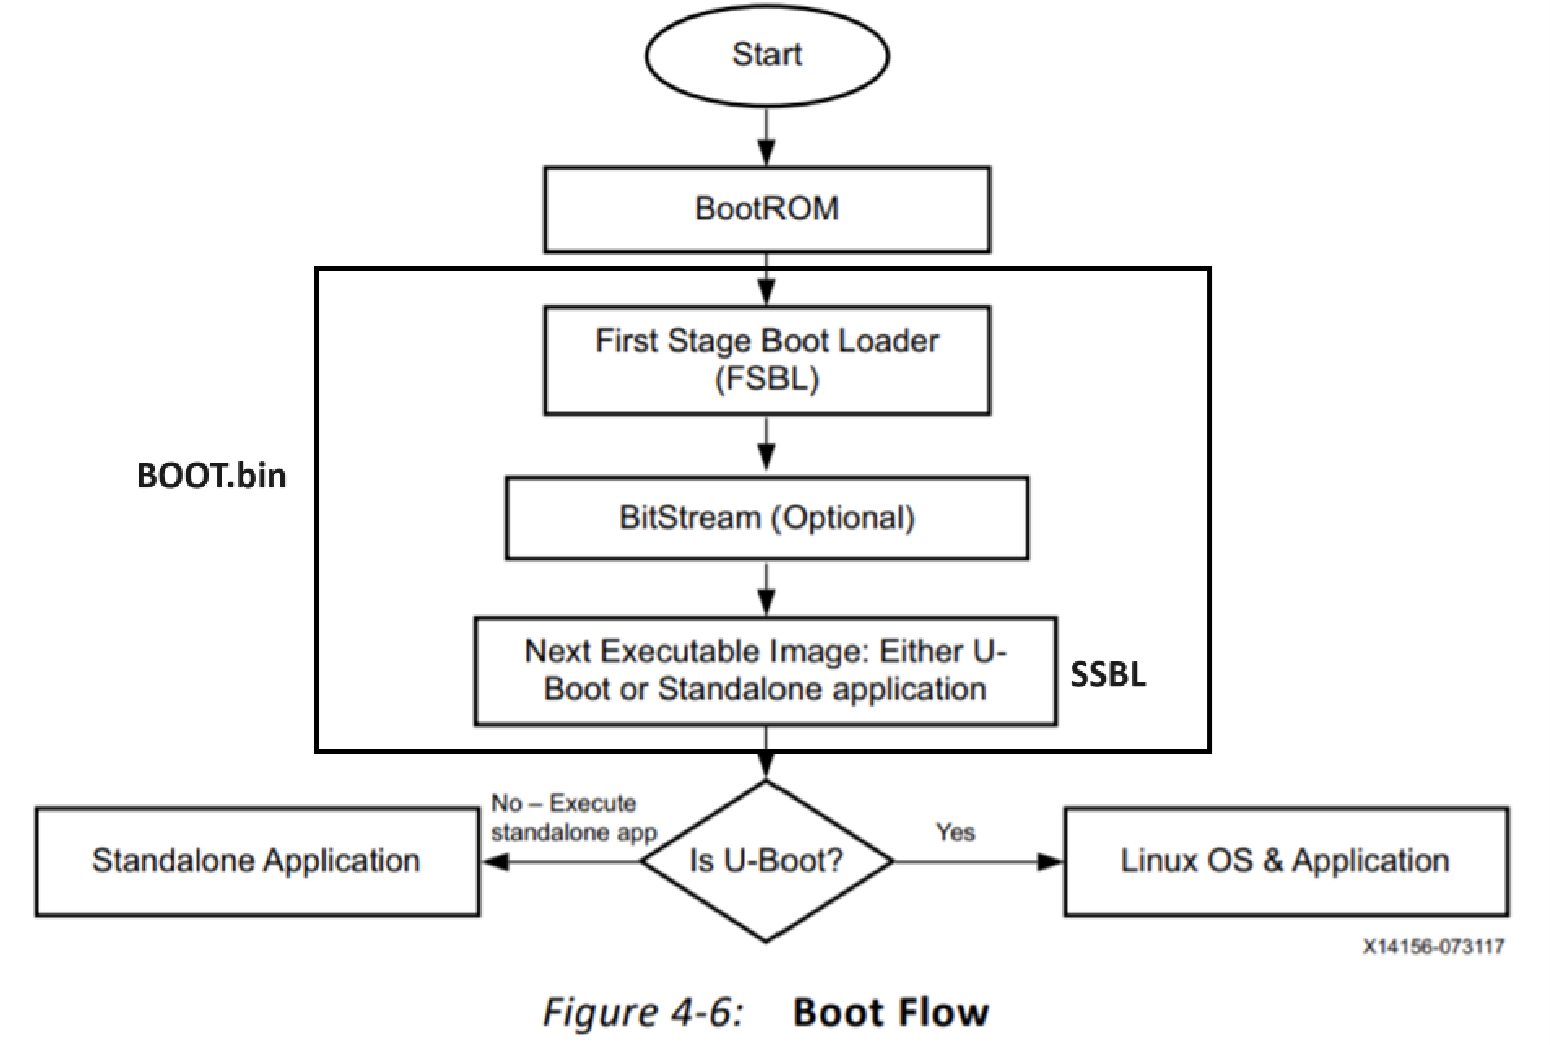 Start
BootROM
First Stage Boot Loader
(FSBL)
BOOT.bin
BitStream (Optional)
Next Executable Image: Either U-
Boot or Standalone application
SSBL
No – Execute
standalone app
Yes
Standalone Application
Is U-Boot?
Linux OS & Application
X14156-073117
Figure 4-6: Boot Flow